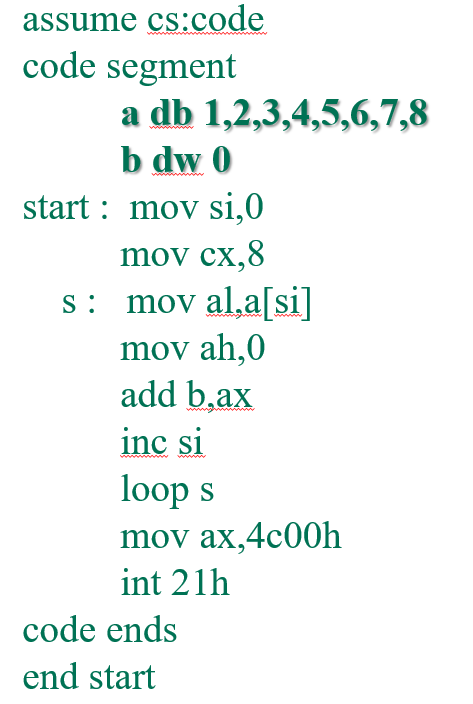 assume cs:code
code segment
a db 1,2,3,4,5,6,7,8
b dw 0
start : mov si,0
mov cx,8
s : mov al,a[si]
mov ah,0
add b,ax
inc si
loop s
mov ax,4c00h
int 21h
code ends
end start